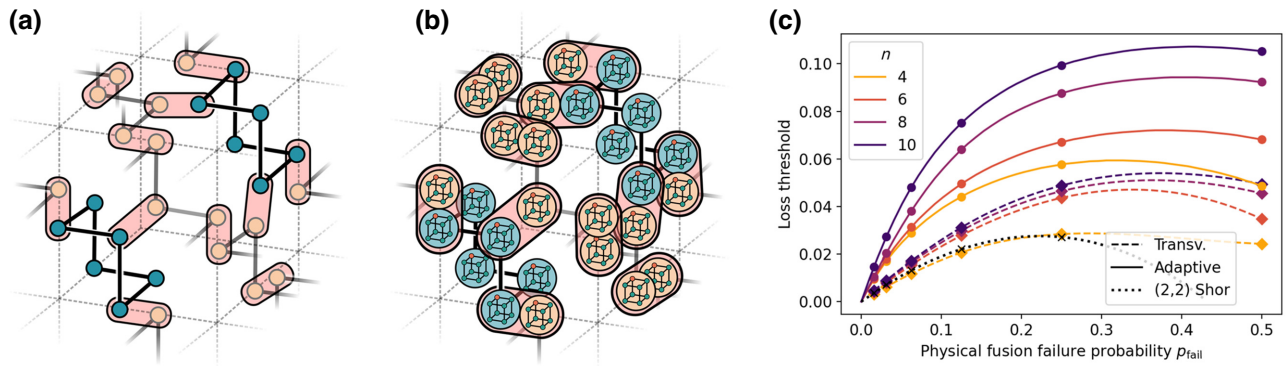 (a)
(b)
(c)
Loss threshold
0.10
0.08
0.06
0.04
0.02
0.00
n
4
6
8
10
Transv.
Adaptive
(2,2) Shor
0.0
0.1
0.2
0.3
0.4
0.5
Physical fusion failure probability p_fail